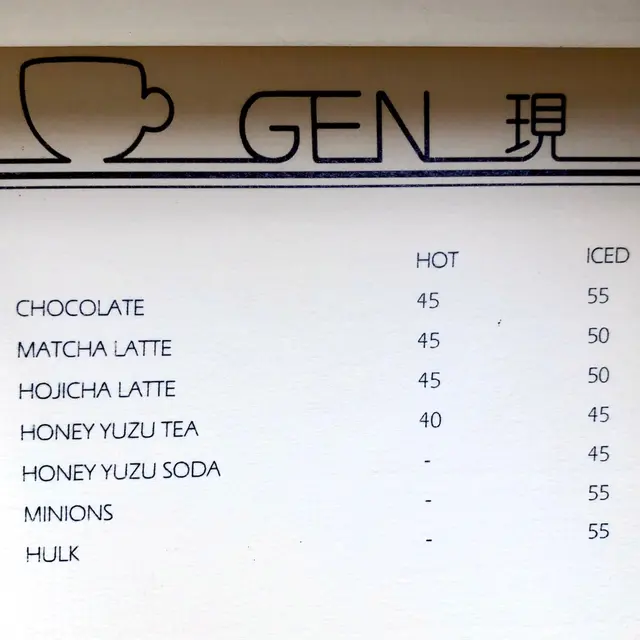 GEN 現
HOT ICED
CHOCOLATE 45 55
MATCHA LATTE 45 50
HOJICHA LATTE 45 50
HONEY YUZU TEA 40 45
HONEY YUZU SODA - 45
MINIONS - 55
HULK - 55